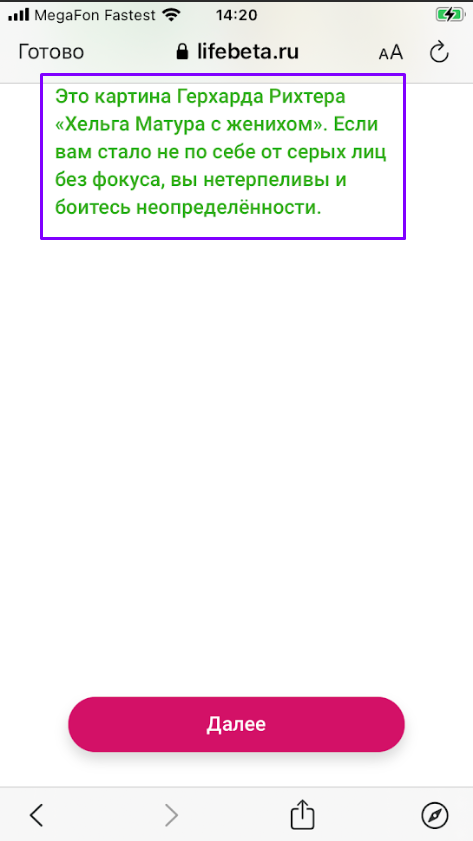 MegaFon Fastest 14:20
Готово lifebeta.ru AA
Это картина Герхарда Рихтера
«Хельга Матура с женихом». Если
вам стало не по себе от серых лиц
без фокуса, вы нетерпеливы и
боитесь неопределённости.
Далее